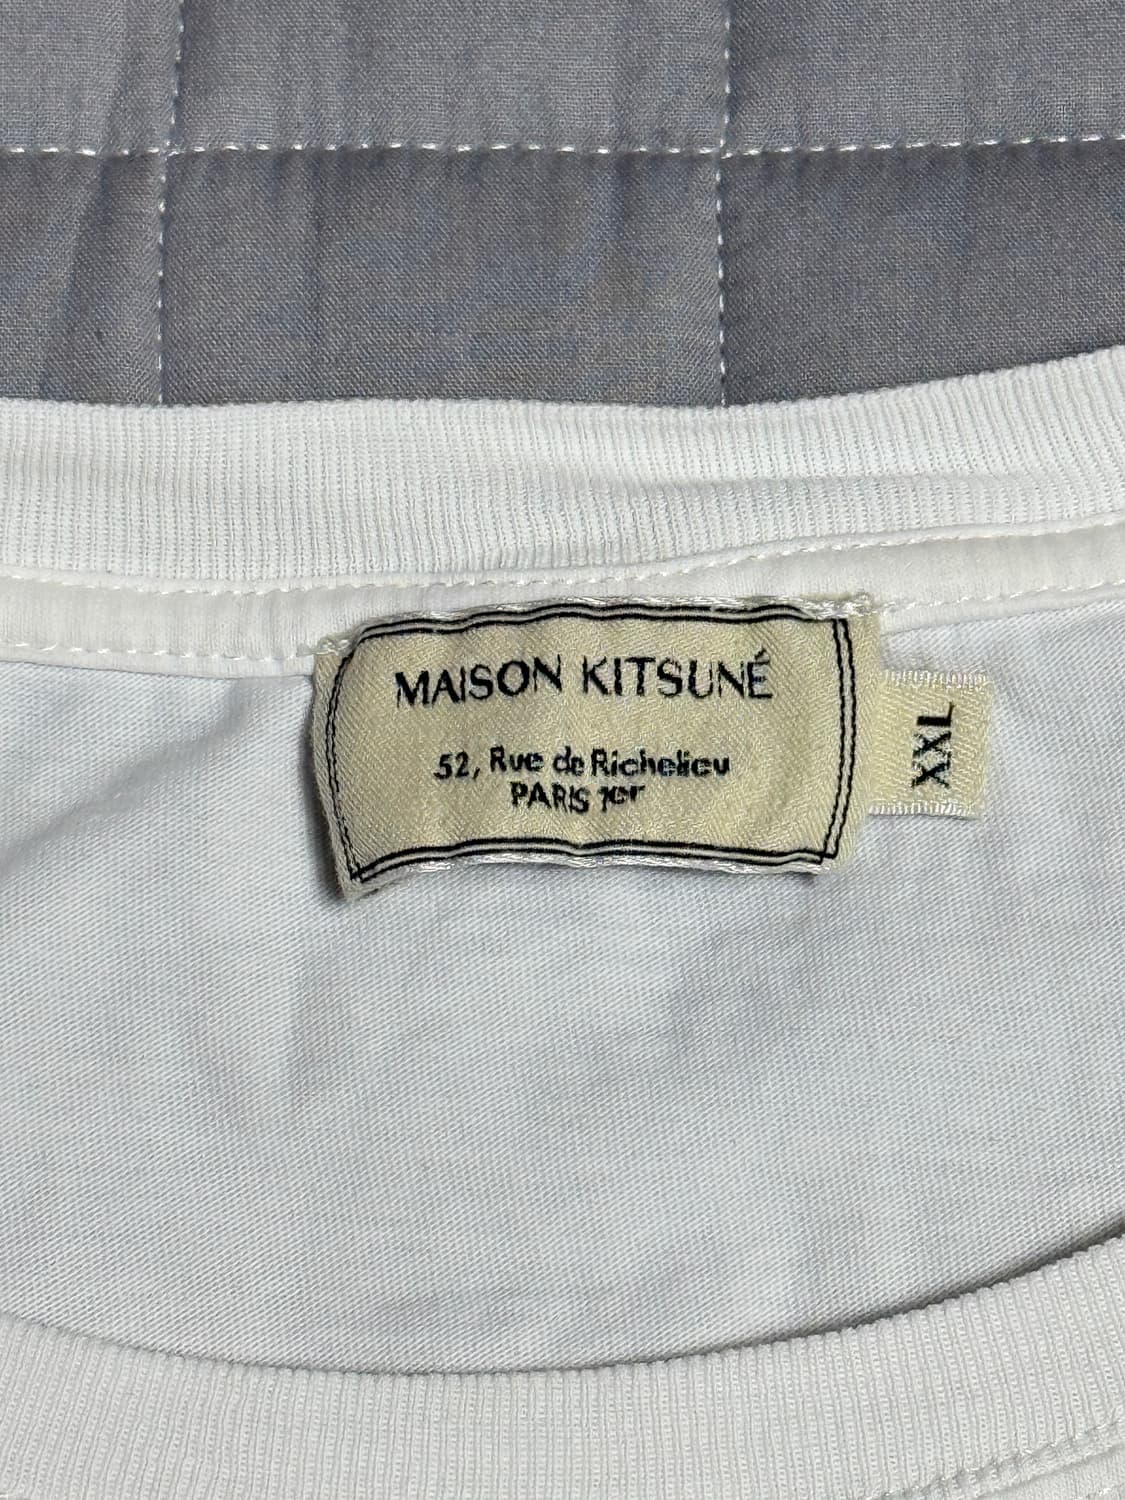 MAISON KITSUNÉ
52, Rue de Richelieu
PARIS 1er
XXL